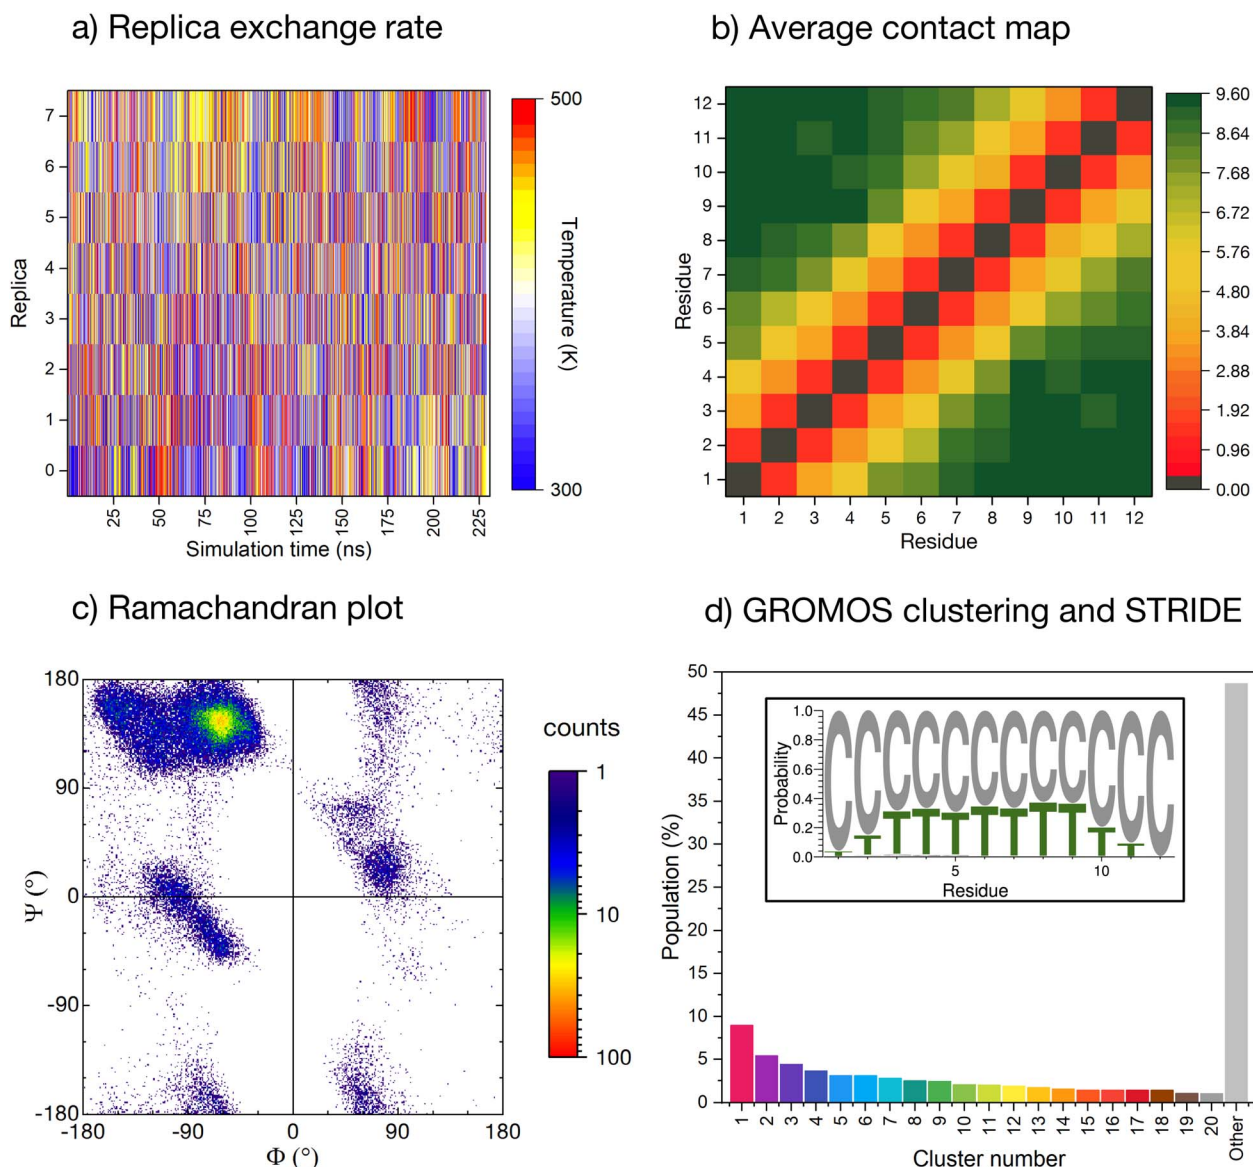 a) Replica exchange rate
7
6
5
4
3
2
1
0
Replica
25 50 75 100 125 150 175 200 225
Simulation time (ns)
500
300
Temperature (K)
b) Average contact map
12
11
10
9
8
7
6
5
4
3
2
1
Residue
1 2 3 4 5 6 7 8 9 10 11 12
Residue
9.60
8.64
7.68
6.72
5.76
4.80
3.84
2.88
1.92
0.96
0.00
c) Ramachandran plot
180
90
0
-90
-180
Ψ (°)
-180 -90 0 90 180
Φ (°)
counts
1
10
100
d) GROMOS clustering and STRIDE
50
45
40
35
30
25
20
15
10
5
0
Population (%)
1.0
0.8
0.6
0.4
0.2
0.0
Probability
C C C C C C C C C C C C
T T T T T T T T T T T
5 10
Residue
1 2 3 4 5 6 7 8 9 10 11 12 13 14 15 16 17 18 19 20 Other
Cluster number